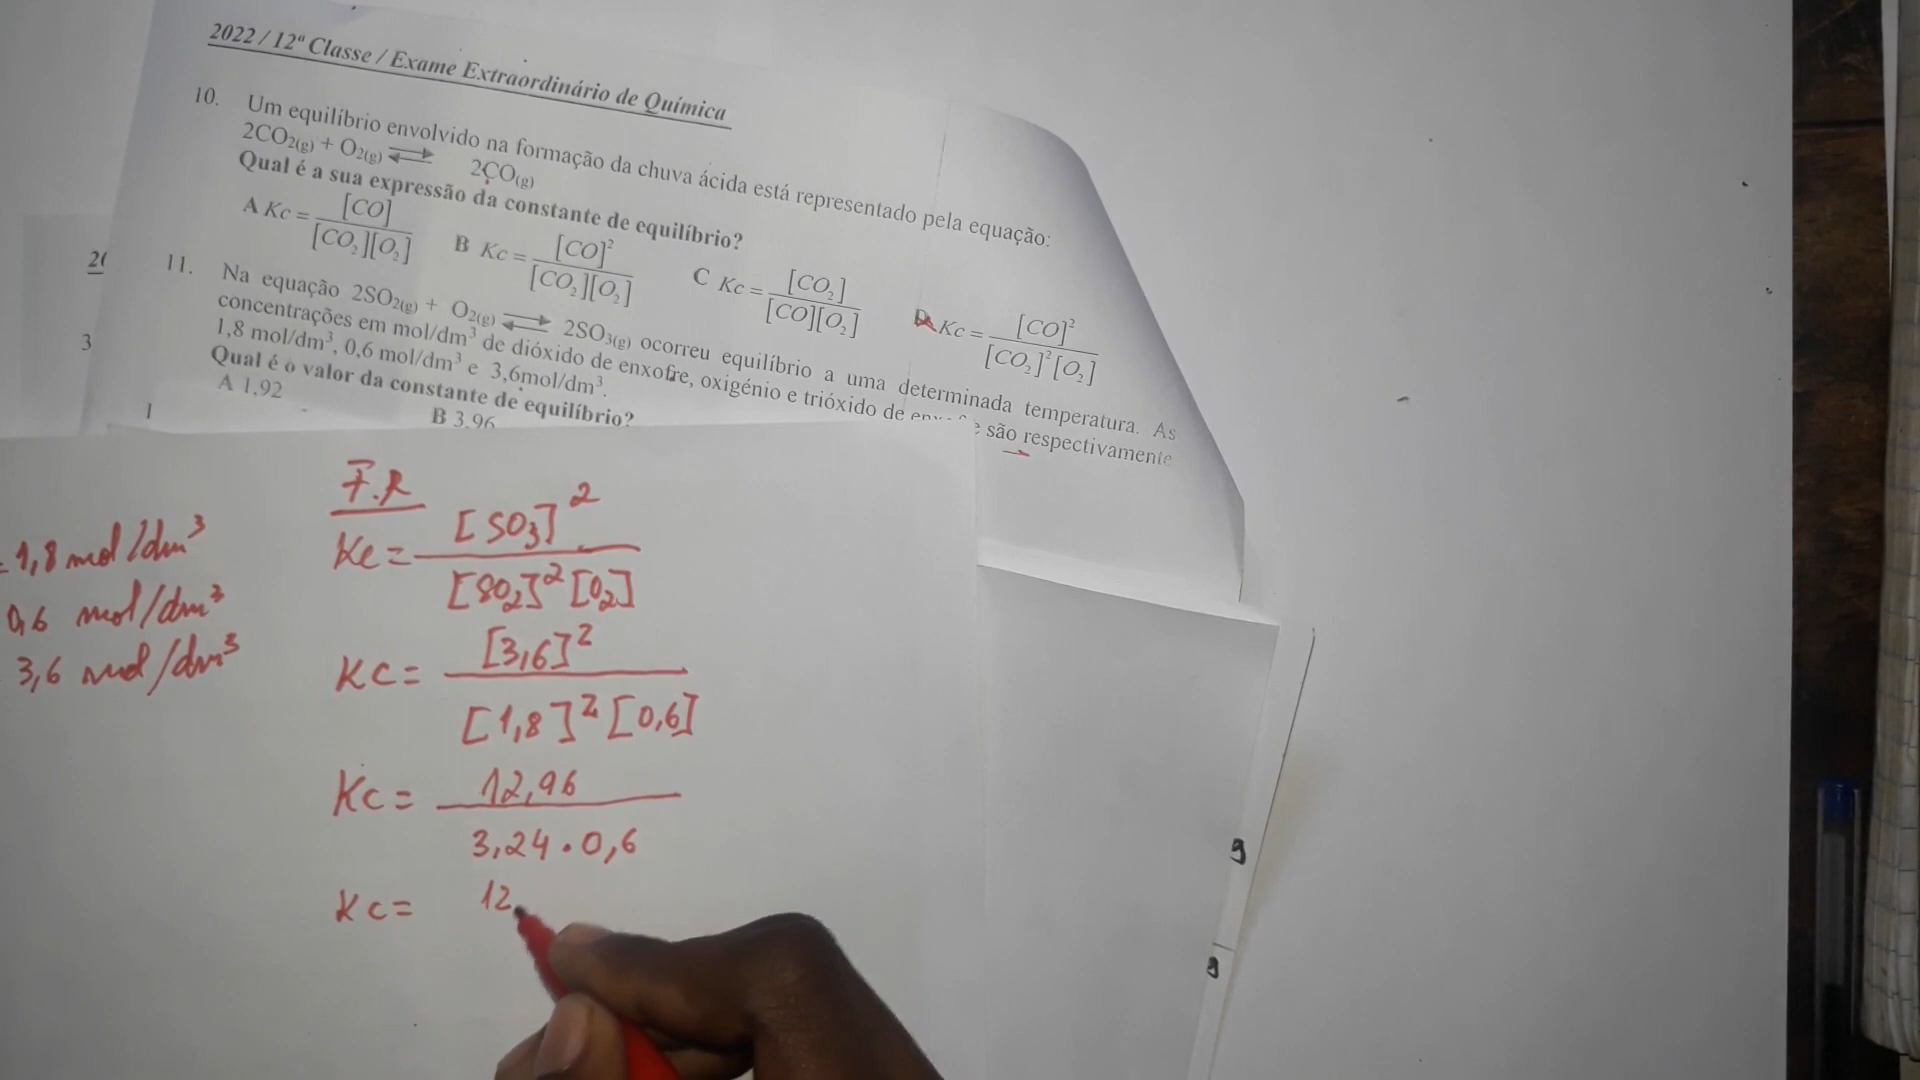 2022 / 12ª Classe / Exame Extraordinário de Química
10. Um equilíbrio envolvido na formação da chuva ácida está representado pela equação:
2CO₂(g) + O₂(g) ⇌ 2CO(g)
Qual é a sua expressão da constante de equilíbrio?
A Kc = [CO] / [CO₂][O₂] B Kc = [CO]² / [CO₂][O₂] C Kc = [CO₂] / [CO][O₂] D Kc = [CO]² / [CO₂]²[O₂]
11. Na equação 2SO₂(g) + O₂(g) ⇌ 2SO₃(g) ocorreu equilíbrio a uma determinada temperatura. As
concentrações em mol/dm³ de dióxido de enxofre, oxigénio e trióxido de são respectivamente
1,8 mol/dm³, 0,6 mol/dm³ e 3,6mol/dm³.
Qual é o valor da constante de equilíbrio?
A 1,92 B 3,96
3
1
F.R
Kc = [SO₃]² / [SO₂]² [O₂]
1,8 mol/dm³
0,6 mol/dm³
3,6 mol/dm³
Kc = [3,6]² / [1,8]² [0,6]
Kc = 12,96 / 3,24 . 0,6
Kc = 12,
9